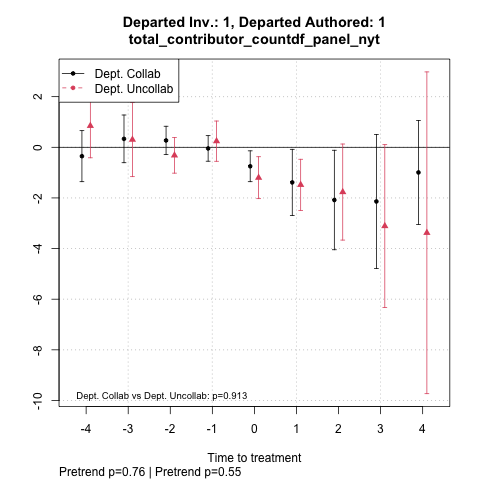 Departed Inv.: 1, Departed Authored: 1
total_contributor_countdf_panel_nyt
Dept. Collab
Dept. Uncollab
2
0
-2
-4
-6
-8
-10
Dept. Collab vs Dept. Uncollab: p=0.913
-4 -3 -2 -1 0 1 2 3 4
Time to treatment
Pretrend p=0.76 | Pretrend p=0.55